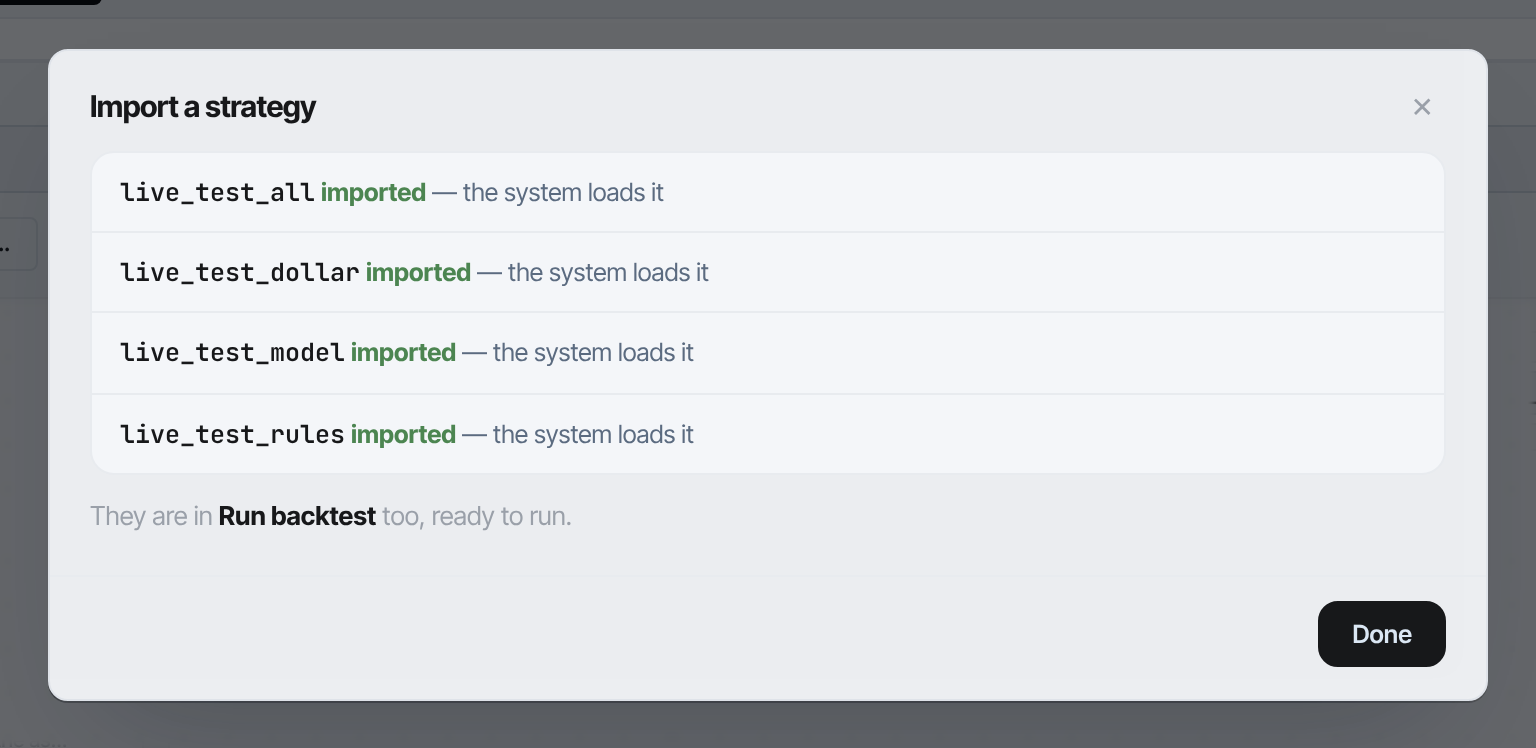 Import a strategy
×
live_test_all imported — the system loads it
live_test_dollar imported — the system loads it
live_test_model imported — the system loads it
live_test_rules imported — the system loads it
They are in Run backtest too, ready to run.
Done